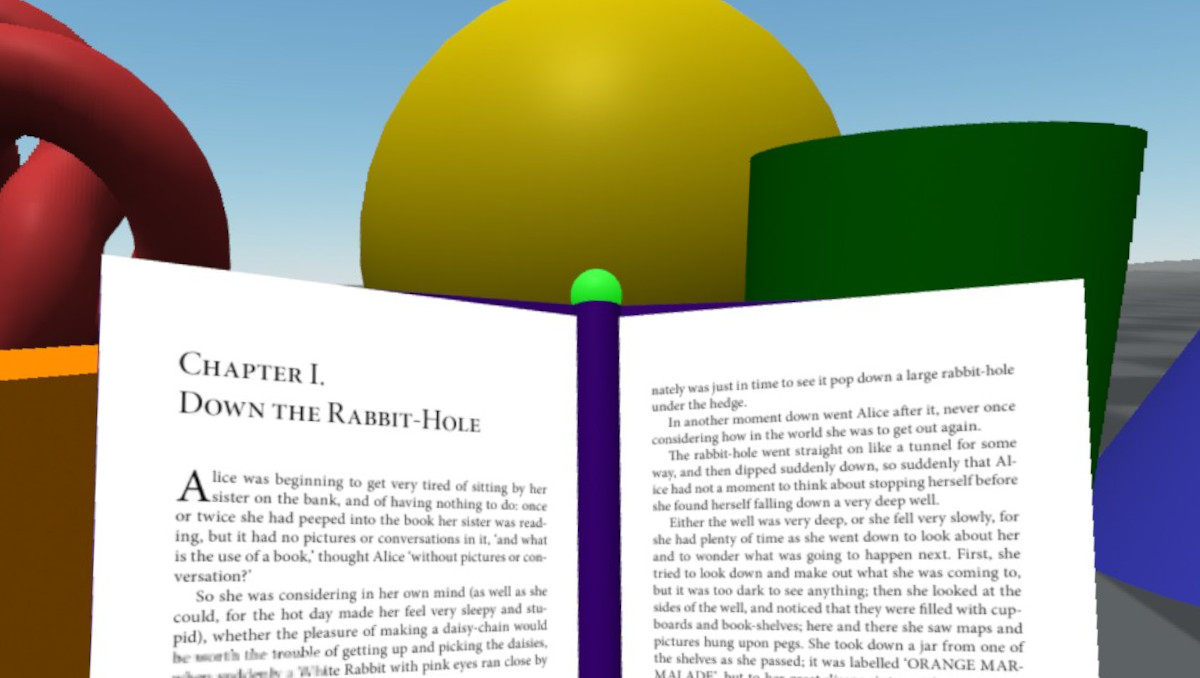 Chapter I.
Down the Rabbit-Hole
Alice was beginning to get very tired of sitting by her
sister on the bank, and of having nothing to do: once
or twice she had peeped into the book her sister was read-
ing, but it had no pictures or conversations in it, 'and what
is the use of a book,' thought Alice 'without pictures or con-
versation?'
So she was considering in her own mind (as well as she
could, for the hot day made her feel very sleepy and stu-
pid), whether the pleasure of making a daisy-chain would
be worth the trouble of getting up and picking the daisies,
when suddenly a White Rabbit with pink eyes ran close by
nately was just in time to see it pop down a large rabbit-hole
under the hedge.
In another moment down went Alice after it, never once
considering how in the world she was to get out again.
The rabbit-hole went straight on like a tunnel for some
way, and then dipped suddenly down, so suddenly that Al-
ice had not a moment to think about stopping herself before
she found herself falling down a very deep well.
Either the well was very deep, or she fell very slowly, for
she had plenty of time as she went down to look about her
and to wonder what was going to happen next. First, she
tried to look down and make out what she was coming to,
but it was too dark to see anything; then she looked at the
sides of the well, and noticed that they were filled with cup-
boards and book-shelves; here and there she saw maps and
pictures hung upon pegs. She took down a jar from one of
the shelves as she passed; it was labelled 'ORANGE MAR-
MALADE', but to her great